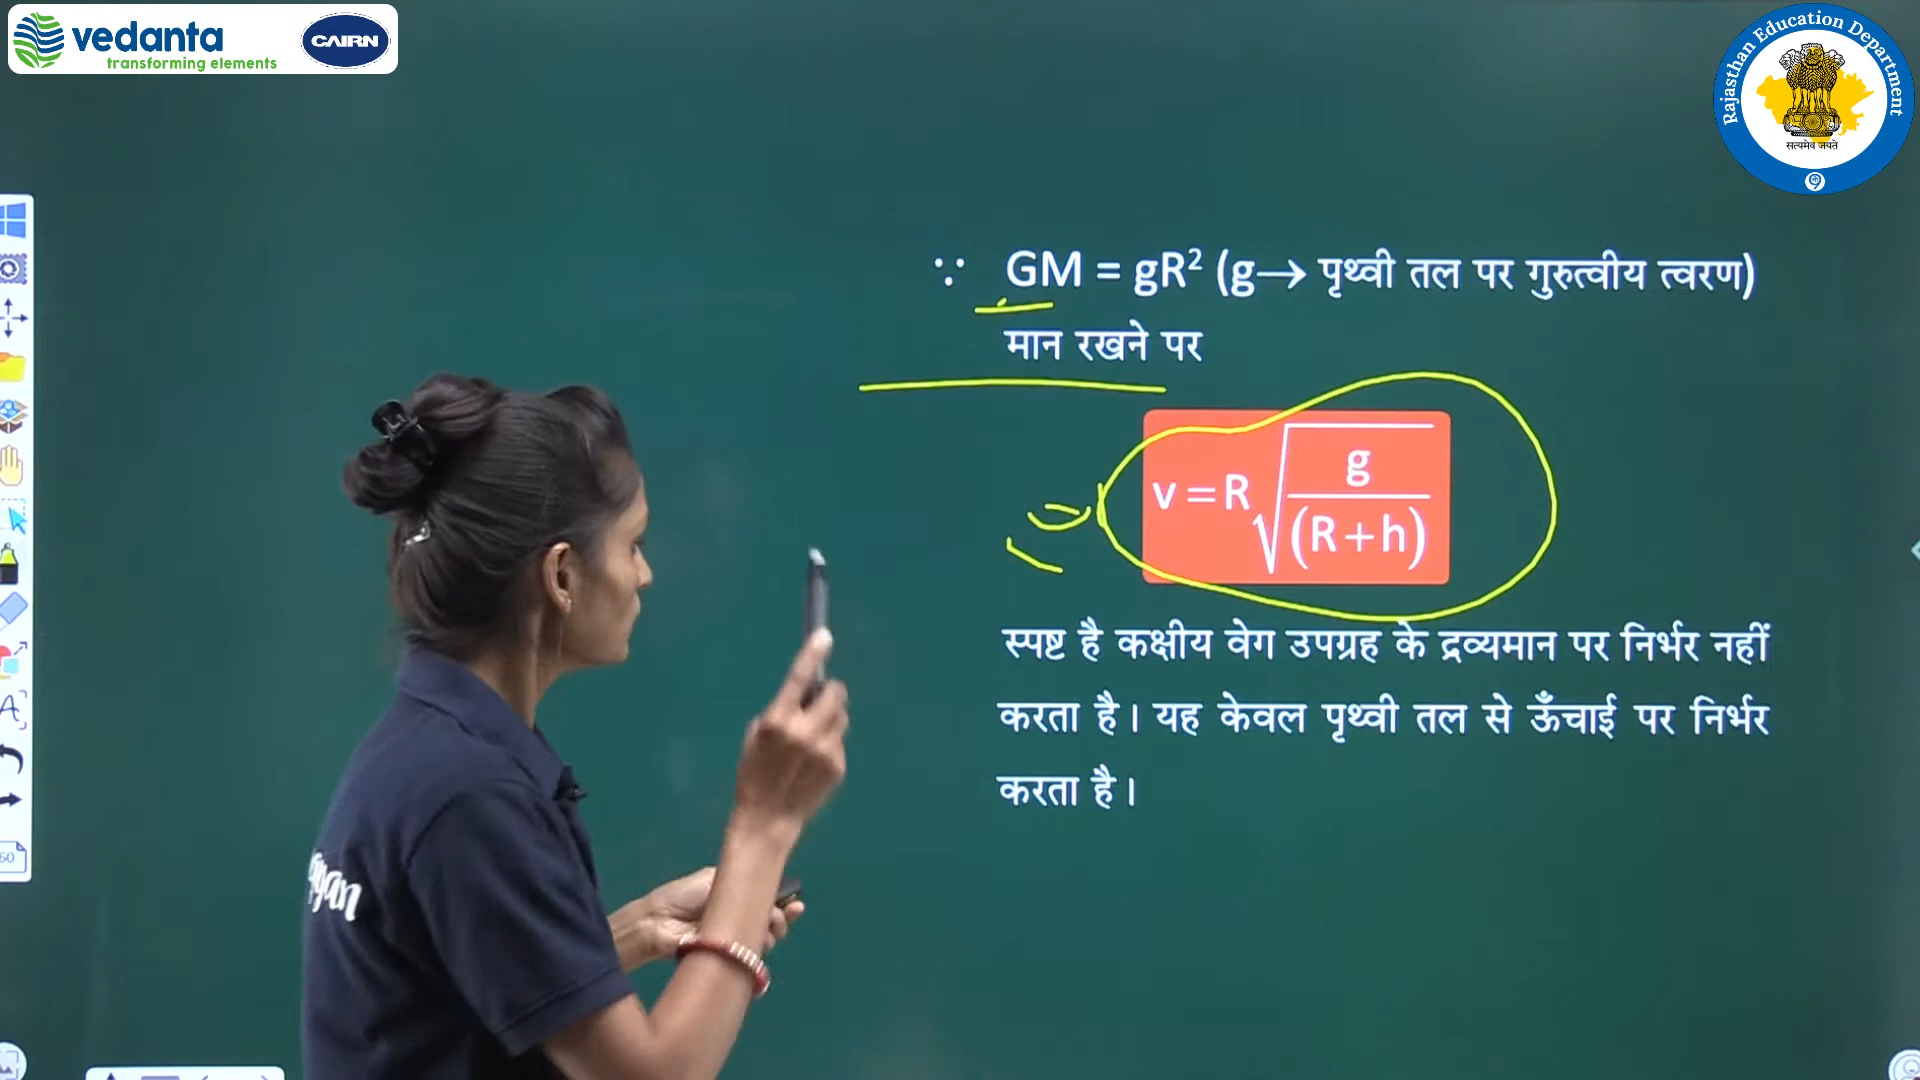 vedanta
transforming elements
CAIRN
Rajasthan Education Department
सत्यमेव जयते
∵ GM = gR² (g→ पृथ्वी तल पर गुरुत्वीय त्वरण)
मान रखने पर
v = R√(g/(R+h))
स्पष्ट है कक्षीय वेग उपग्रह के द्रव्यमान पर निर्भर नहीं
करता है। यह केवल पृथ्वी तल से ऊँचाई पर निर्भर
करता है।